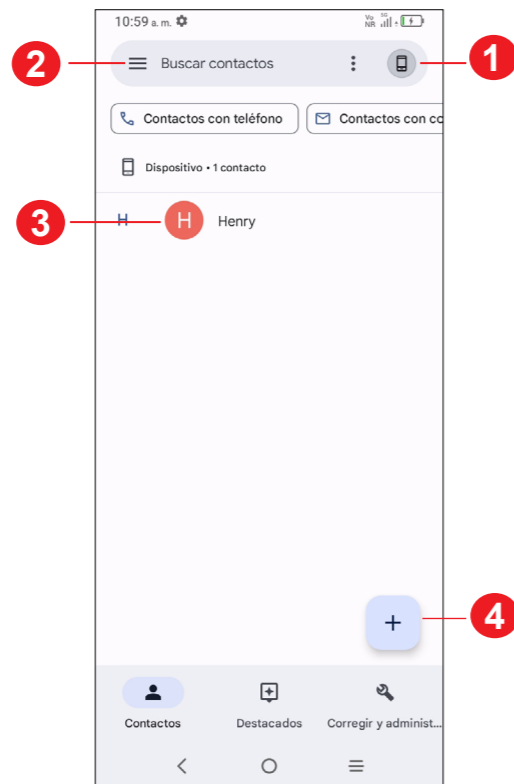 10:59 a. m.
Vo NR 5G
2
1
Buscar contactos
Contactos con teléfono
Contactos con co
Dispositivo • 1 contacto
3
H
H
Henry
4
Contactos
Destacados
Corregir y administ...